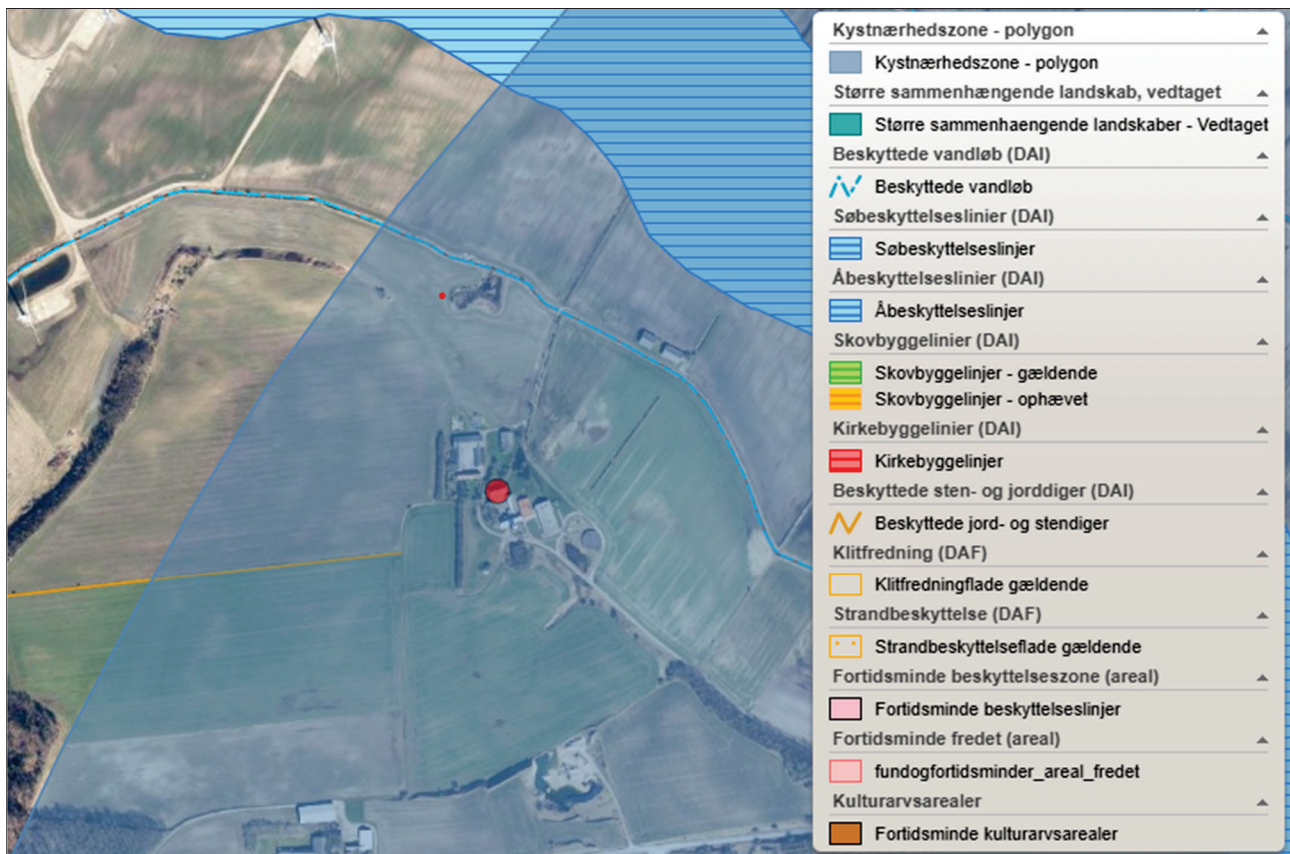 Kystnærhedszone - polygon
Kystnærhedszone - polygon
Større sammenhængende landskab, vedtaget
Større sammenhaengende landskaber - Vedtaget
Beskyttede vandløb (DAI)
Beskyttede vandløb
Søbeskyttelseslinier (DAI)
Søbeskyttelseslinjer
Åbeskyttelseslinier (DAI)
Åbeskyttelseslinjer
Skovbyggelinier (DAI)
Skovbyggelinjer - gældende
Skovbyggelinjer - ophævet
Kirkebyggelinier (DAI)
Kirkebyggelinjer
Beskyttede sten- og jorddiger (DAI)
Beskyttede jord- og stendiger
Klitfredning (DAF)
Klitfredningflade gældende
Strandbeskyttelse (DAF)
Strandbeskyttelseflade gældende
Fortidsminde beskyttelseszone (areal)
Fortidsminde beskyttelseslinjer
Fortidsminde fredet (areal)
fundogfortidsminder_areal_fredet
Kulturarvsarealer
Fortidsminde kulturarvsarealer